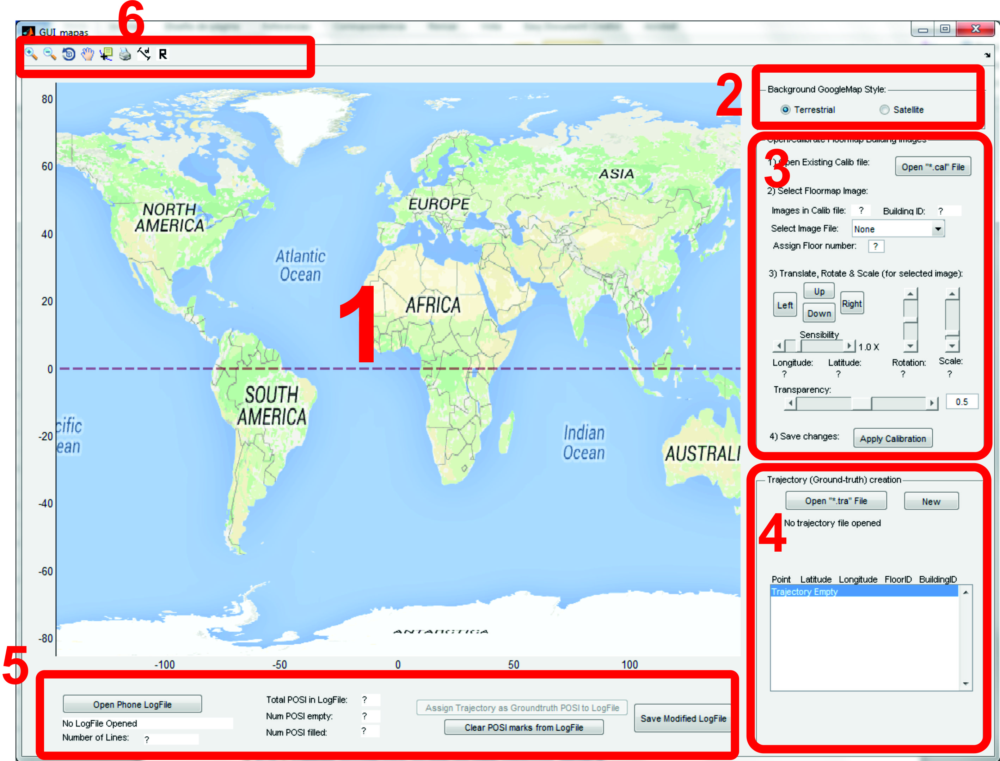 6
GUI mapas
R
2
Background GoogleMap Style:
Terrestrial Satellite
80
60
40
20
0
-20
-40
-60
-80
-100 -50 0 50 100
NORTH
AMERICA
Atlantic
Ocean
EUROPE
ASIA
AFRICA
1
SOUTH
AMERICA
cific
ean
Indian
Ocean
AUSTRALI
ANTARCTICA
Open/Calibrate Floormap Building Images
3
1) Open Existing Calib file: Open "*.cal" File
2) Select Floormap Image:
Images in Calib file: ? Building ID: ?
Select Image File: None
Assign Floor number: ?
3) Translate, Rotate & Scale (for selected image):
Up
Left Right
Down
Sensibility
1.0 X
Longitude: Latitude: Rotation: Scale:
? ? ? ?
Transparency:
0.5
4) Save changes: Apply Calibration
Trajectory (Ground-truth) creation
Open "*.tra" File New
4
No trajectory file opened
Point Latitude Longitude FloorID BuildingID
Trajectory Empty
5
Open Phone LogFile
No LogFile Opened
Number of Lines: ?
Total POSI in LogFile: ?
Num POSI empty: ?
Num POSI filled: ?
Assign Trajectory as Groundtruth POSI to LogFile
Clear POSI marks from LogFile
Save Modified LogFile